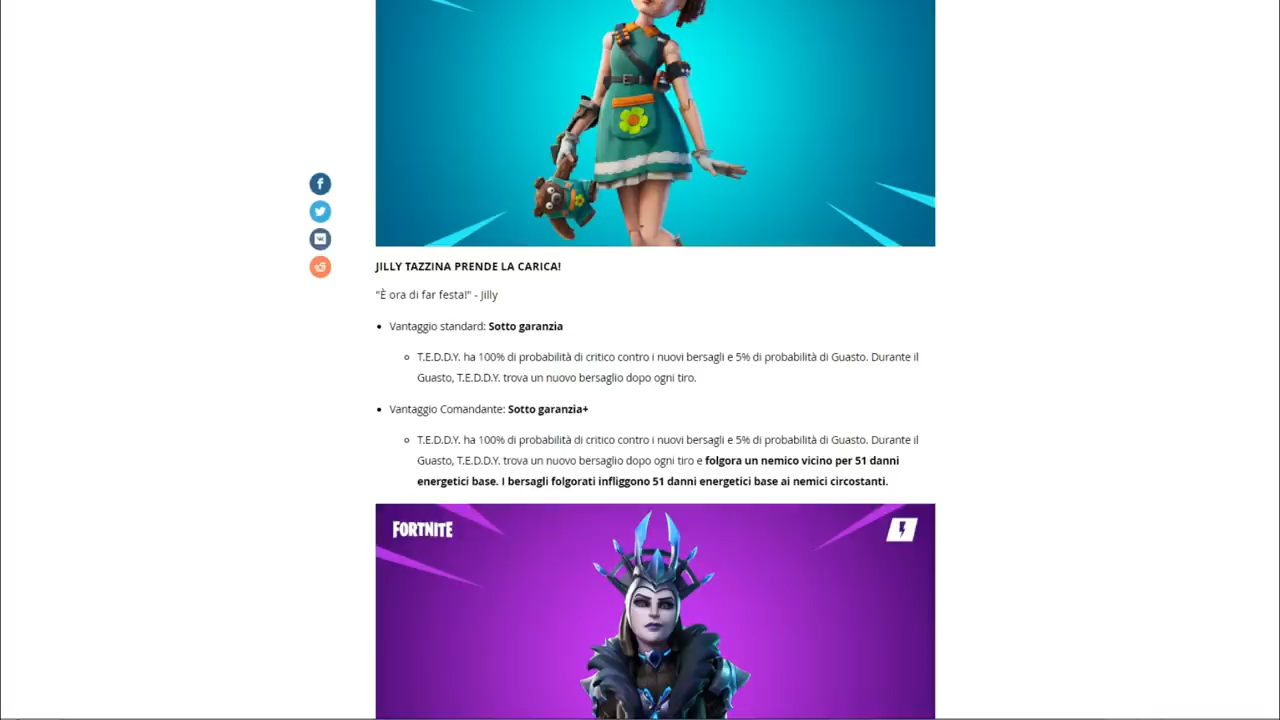 JILLY TAZZINA PRENDE LA CARICA!
"È ora di far festa!" - Jilly
• Vantaggio standard: Sotto garanzia
T.E.D.D.Y. ha 100% di probabilità di critico contro i nuovi bersagli e 5% di probabilità di Guasto. Durante il
Guasto, T.E.D.D.Y. trova un nuovo bersaglio dopo ogni tiro.
• Vantaggio Comandante: Sotto garanzia+
T.E.D.D.Y. ha 100% di probabilità di critico contro i nuovi bersagli e 5% di probabilità di Guasto. Durante il
Guasto, T.E.D.D.Y. trova un nuovo bersaglio dopo ogni tiro e folgora un nemico vicino per 51 danni
energetici base. I bersagli folgorati infliggono 51 danni energetici base ai nemici circostanti.
FORTNITE